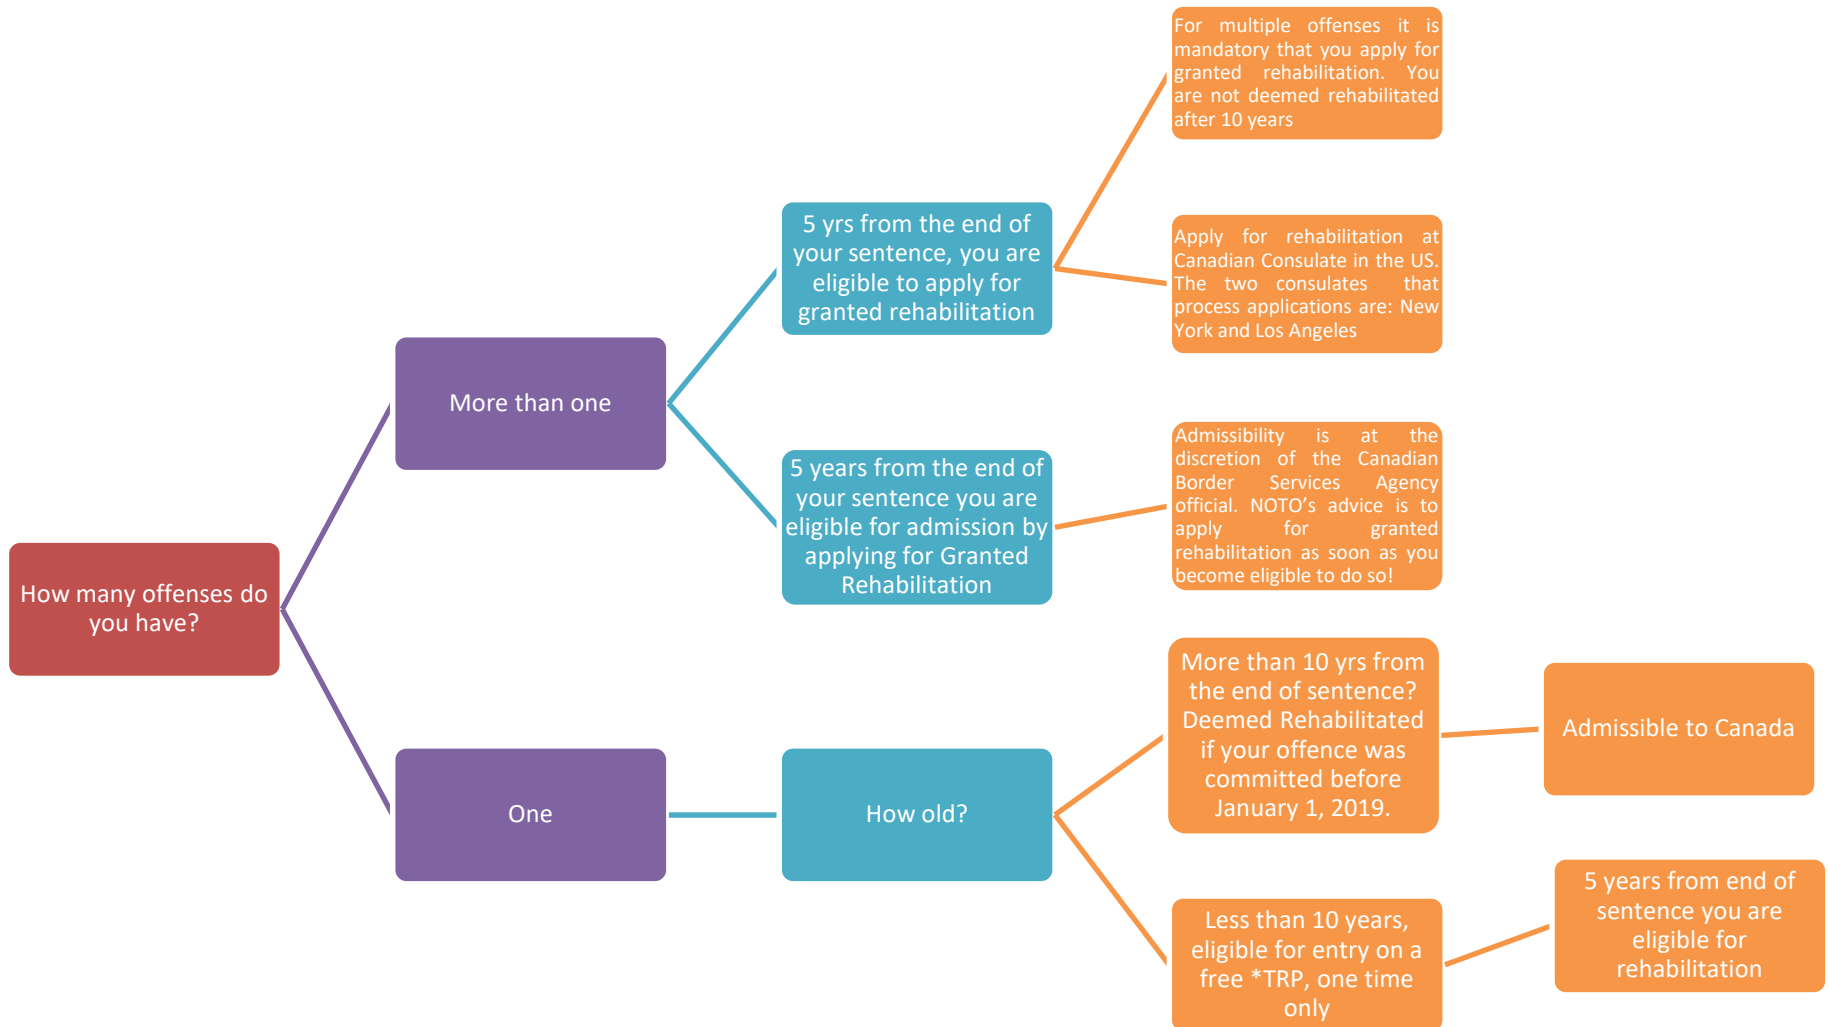 How many offenses do
you have?
More than one
5 yrs from the end of
your sentence, you are
eligible to apply for
granted rehabilitation
For multiple offenses it is
mandatory that you apply for
granted rehabilitation. You
are not deemed rehabilitated
after 10 years
Apply for rehabilitation at
Canadian Consulate in the US.
The two consulates that
process applications are: New
York and Los Angeles
5 years from the end of
your sentence you are
eligible for admission by
applying for Granted
Rehabilitation
Admissibility is at the
discretion of the Canadian
Border Services Agency
official. NOTO's advice is to
apply for granted
rehabilitation as soon as you
become eligible to do so!
One
How old?
More than 10 yrs from
the end of sentence?
Deemed Rehabilitated
if your offence was
committed before
January 1, 2019.
Admissible to Canada
Less than 10 years,
eligible for entry on a
free *TRP, one time
only
5 years from end of
sentence you are
eligible for
rehabilitation